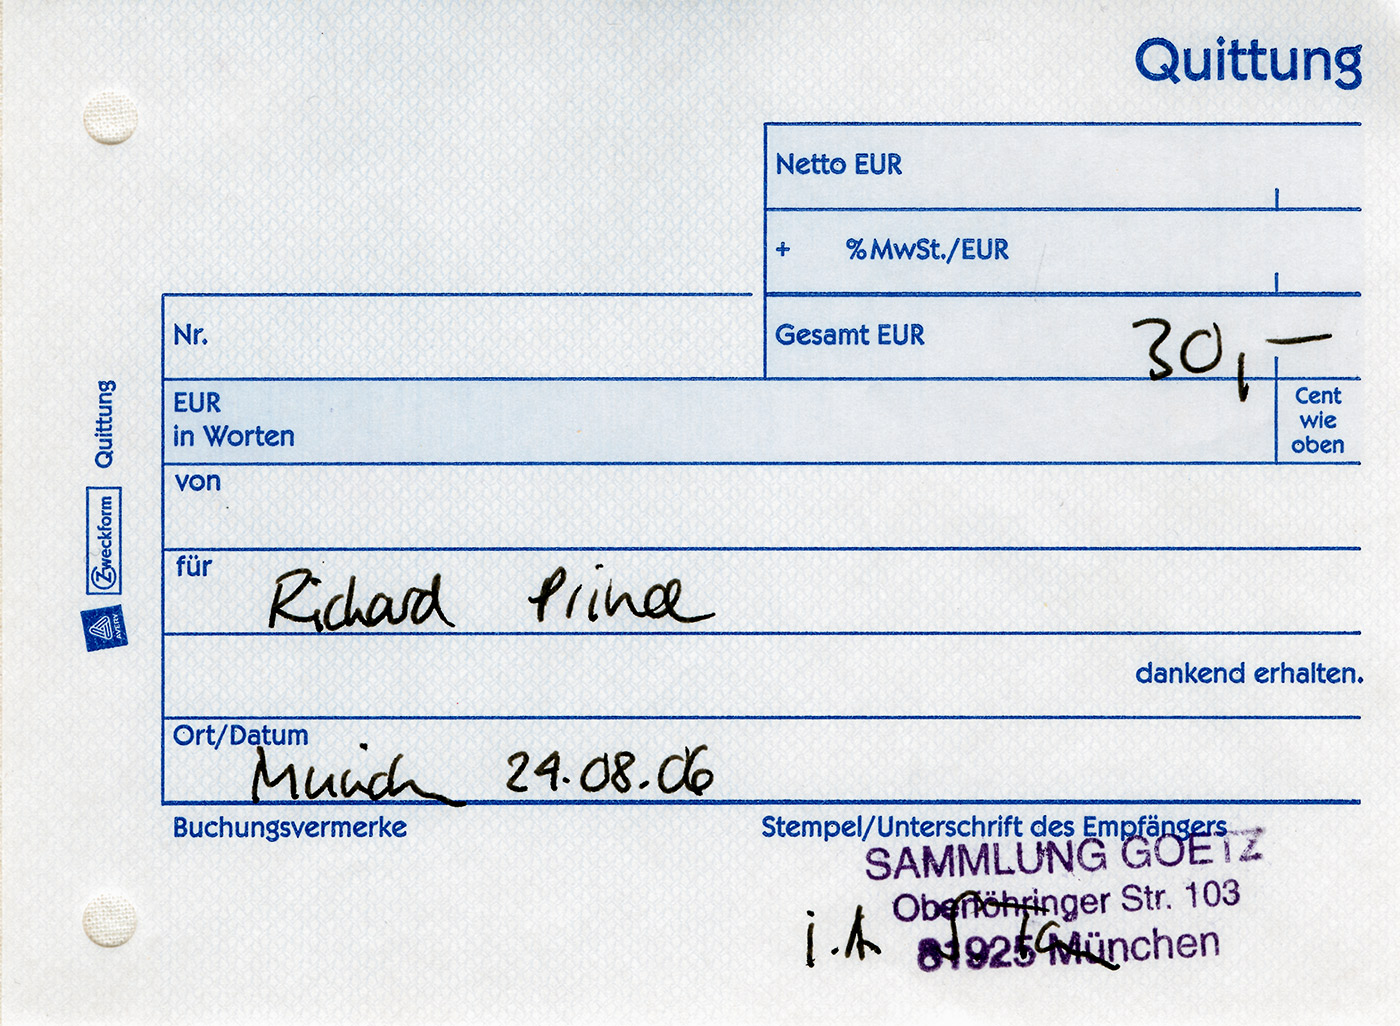 Quittung
Netto EUR
+ % MwSt./EUR
Nr.
Gesamt EUR 30,—
EUR
in Worten
Cent
wie
oben
von
für Richard Prince
dankend erhalten.
Ort/Datum
Munich 24.08.06
Buchungsvermerke
Stempel/Unterschrift des Empfängers
SAMMLUNG GOETZ
Oberföhringer Str. 103
i.A
81925 München
Quittung
Zweckform
AVERY